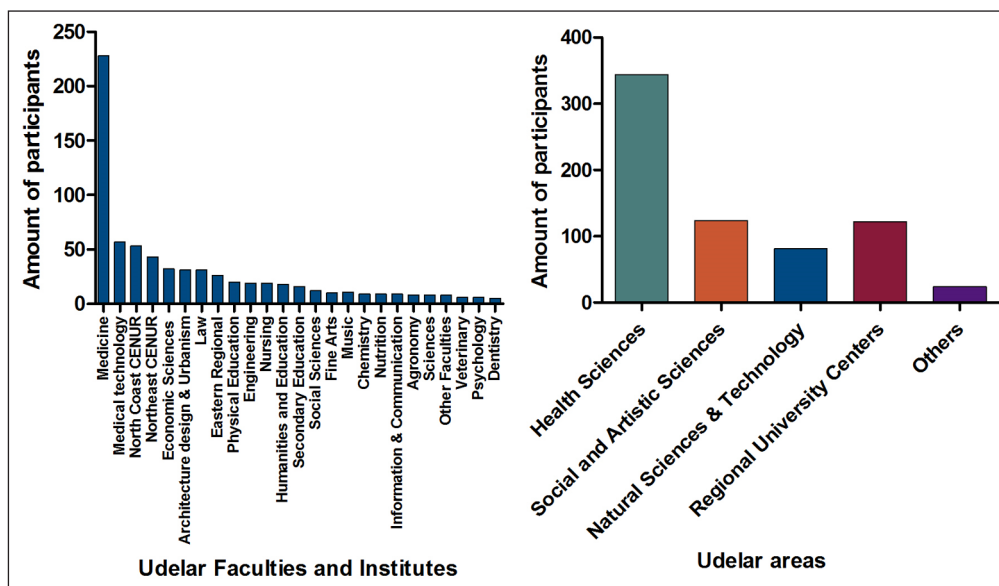 250
200
150
100
50
0
Amount of participants
Medicine
Medical technology
North Coast CENUR
Northeast CENUR
Economic Sciences
Architecture design & Urbanism
Law
Eastern Regional
Physical Education
Engineering
Nursing
Humanities and Education
Secondary Education
Social Sciences
Fine Arts
Music
Chemistry
Nutrition
Information & Communication
Agronomy
Sciences
Other Faculties
Veterinary
Psychology
Dentistry
Udelar Faculties and Institutes
400
300
200
100
0
Amount of participants
Health Sciences
Social and Artistic Sciences
Natural Sciences & Technology
Regional University Centers
Others
Udelar areas